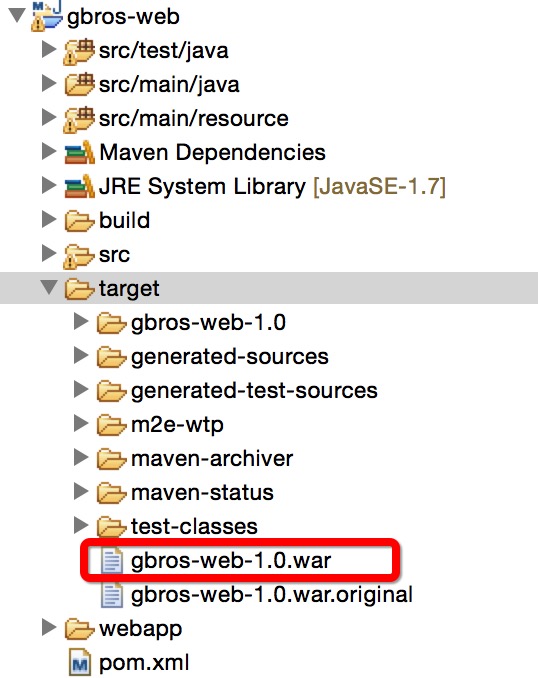 gbros-web
src/test/java
src/main/java
src/main/resource
Maven Dependencies
JRE System Library [JavaSE-1.7]
build
src
target
gbros-web-1.0
generated-sources
generated-test-sources
m2e-wtp
maven-archiver
maven-status
test-classes
gbros-web-1.0.war
gbros-web-1.0.war.original
webapp
pom.xml